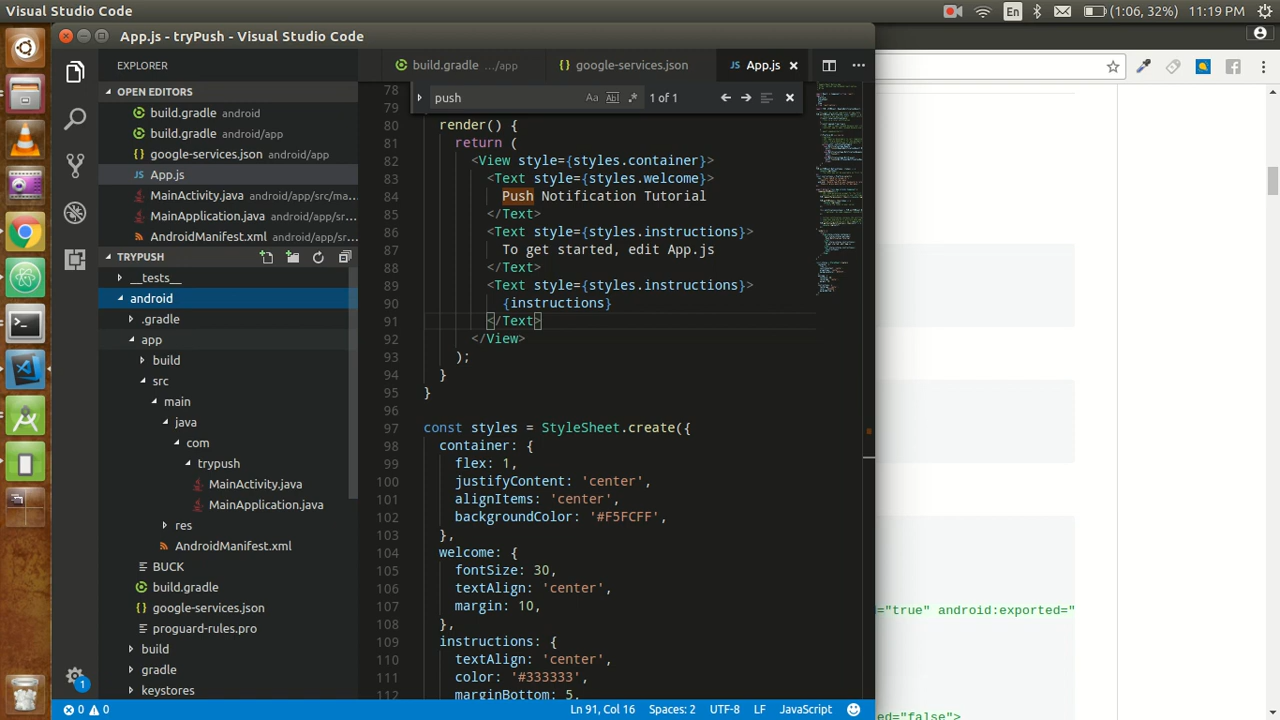 Visual Studio Code
En
(1:06, 32%)
11:19 PM
App.js - tryPush - Visual Studio Code
EXPLORER
OPEN EDITORS
build.gradle android
build.gradle android/app
google-services.json android/app
JS App.js
MainActivity.java android/app/src/ma...
MainApplication.java android/app/sr...
AndroidManifest.xml android/app/sr...
TRYPUSH
__tests__
android
.gradle
app
build
src
main
java
com
trypush
MainActivity.java
MainApplication.java
res
AndroidManifest.xml
BUCK
build.gradle
{} google-services.json
proguard-rules.pro
build
gradle
keystores
1
build.gradle .../app
{} google-services.json
JS App.js
push
Aa Abl .*
1 of 1
78
79
80 render() {
81 return (
82 <View style={styles.container}>
83 <Text style={styles.welcome}>
84 Push Notification Tutorial
85 </Text>
86 <Text style={styles.instructions}>
87 To get started, edit App.js
88 </Text>
89 <Text style={styles.instructions}>
90 {instructions}
91 </Text>
92 </View>
93 );
94 }
95 }
96
97 const styles = StyleSheet.create({
98 container: {
99 flex: 1,
100 justifyContent: 'center',
101 alignItems: 'center',
102 backgroundColor: '#F5FCFF',
103 },
104 welcome: {
105 fontSize: 30,
106 textAlign: 'center',
107 margin: 10,
108 },
109 instructions: {
110 textAlign: 'center',
111 color: '#333333',
112 marginBottom: 5,
="true" android:exported="
ed="false">
0 0
Ln 91, Col 16
Spaces: 2
UTF-8
LF
JavaScript